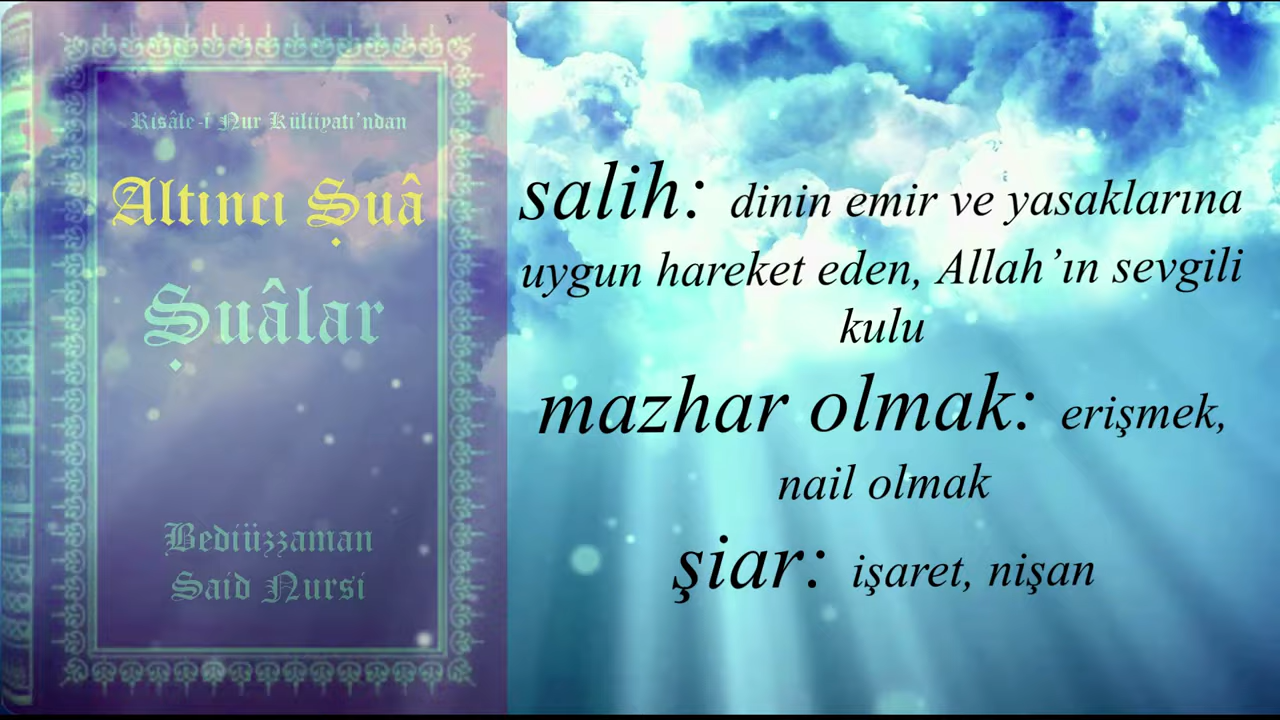 Risâle-i Nur Külliyatı'ndan
Altıncı Şuâ
Şuâlar
Bediüzzaman
Said Nursi
salih: dinin emir ve yasaklarına
uygun hareket eden, Allah’ın sevgili
kulu
mazhar olmak: erişmek,
nail olmak
şiar: işaret, nişan